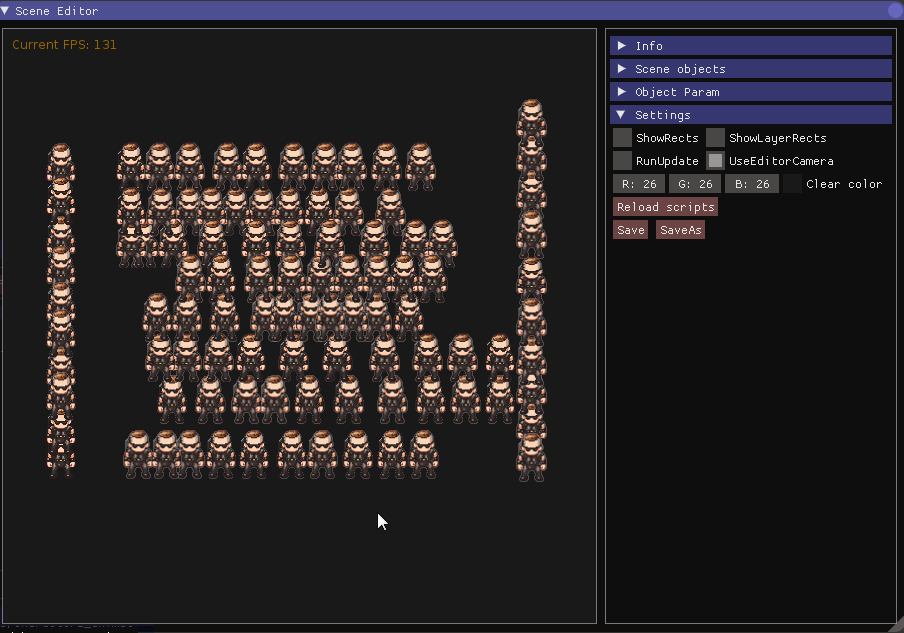 Scene Editor
Current FPS: 131
Info
Scene objects
Object Param
Settings
ShowRects ShowLayerRects
RunUpdate UseEditorCamera
R: 26 G: 26 B: 26 Clear color
Reload scripts
Save SaveAs